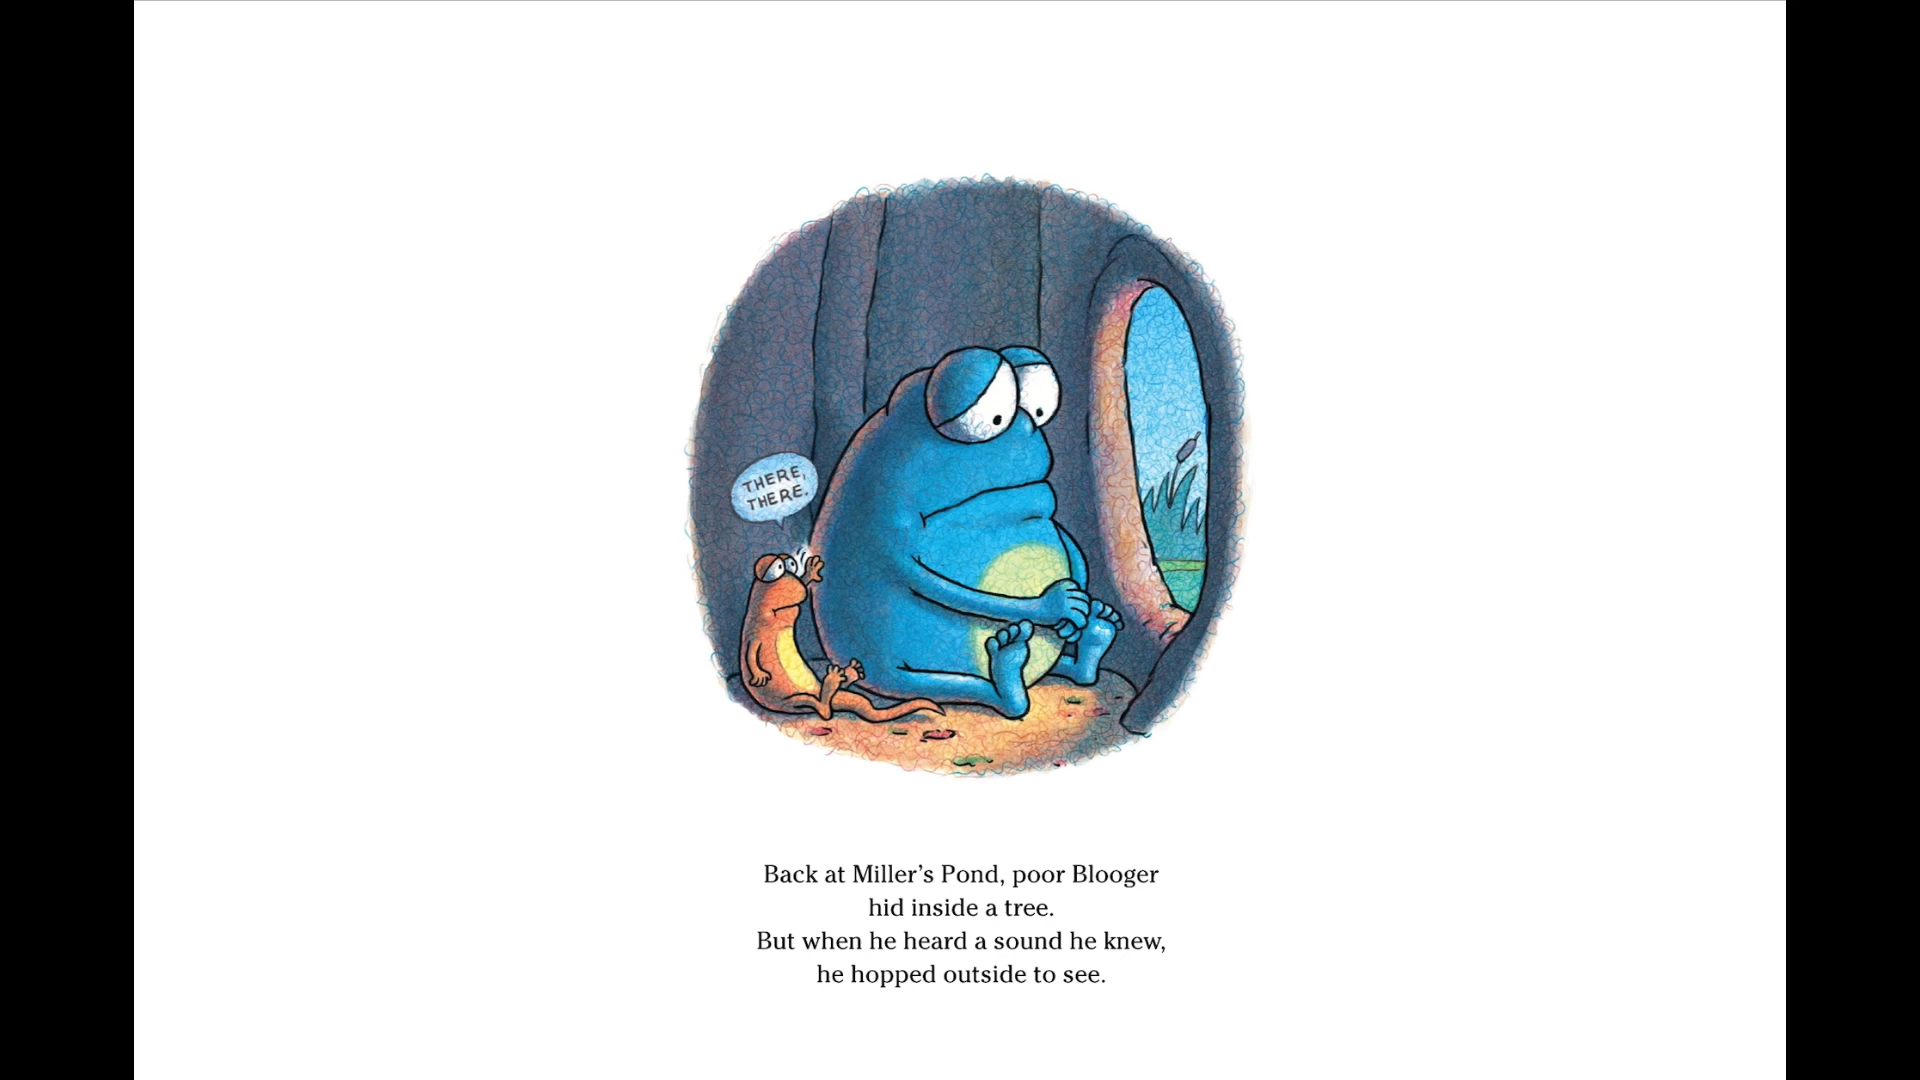 THERE,
THERE.
Back at Miller’s Pond, poor Blooger
hid inside a tree.
But when he heard a sound he knew,
he hopped outside to see.